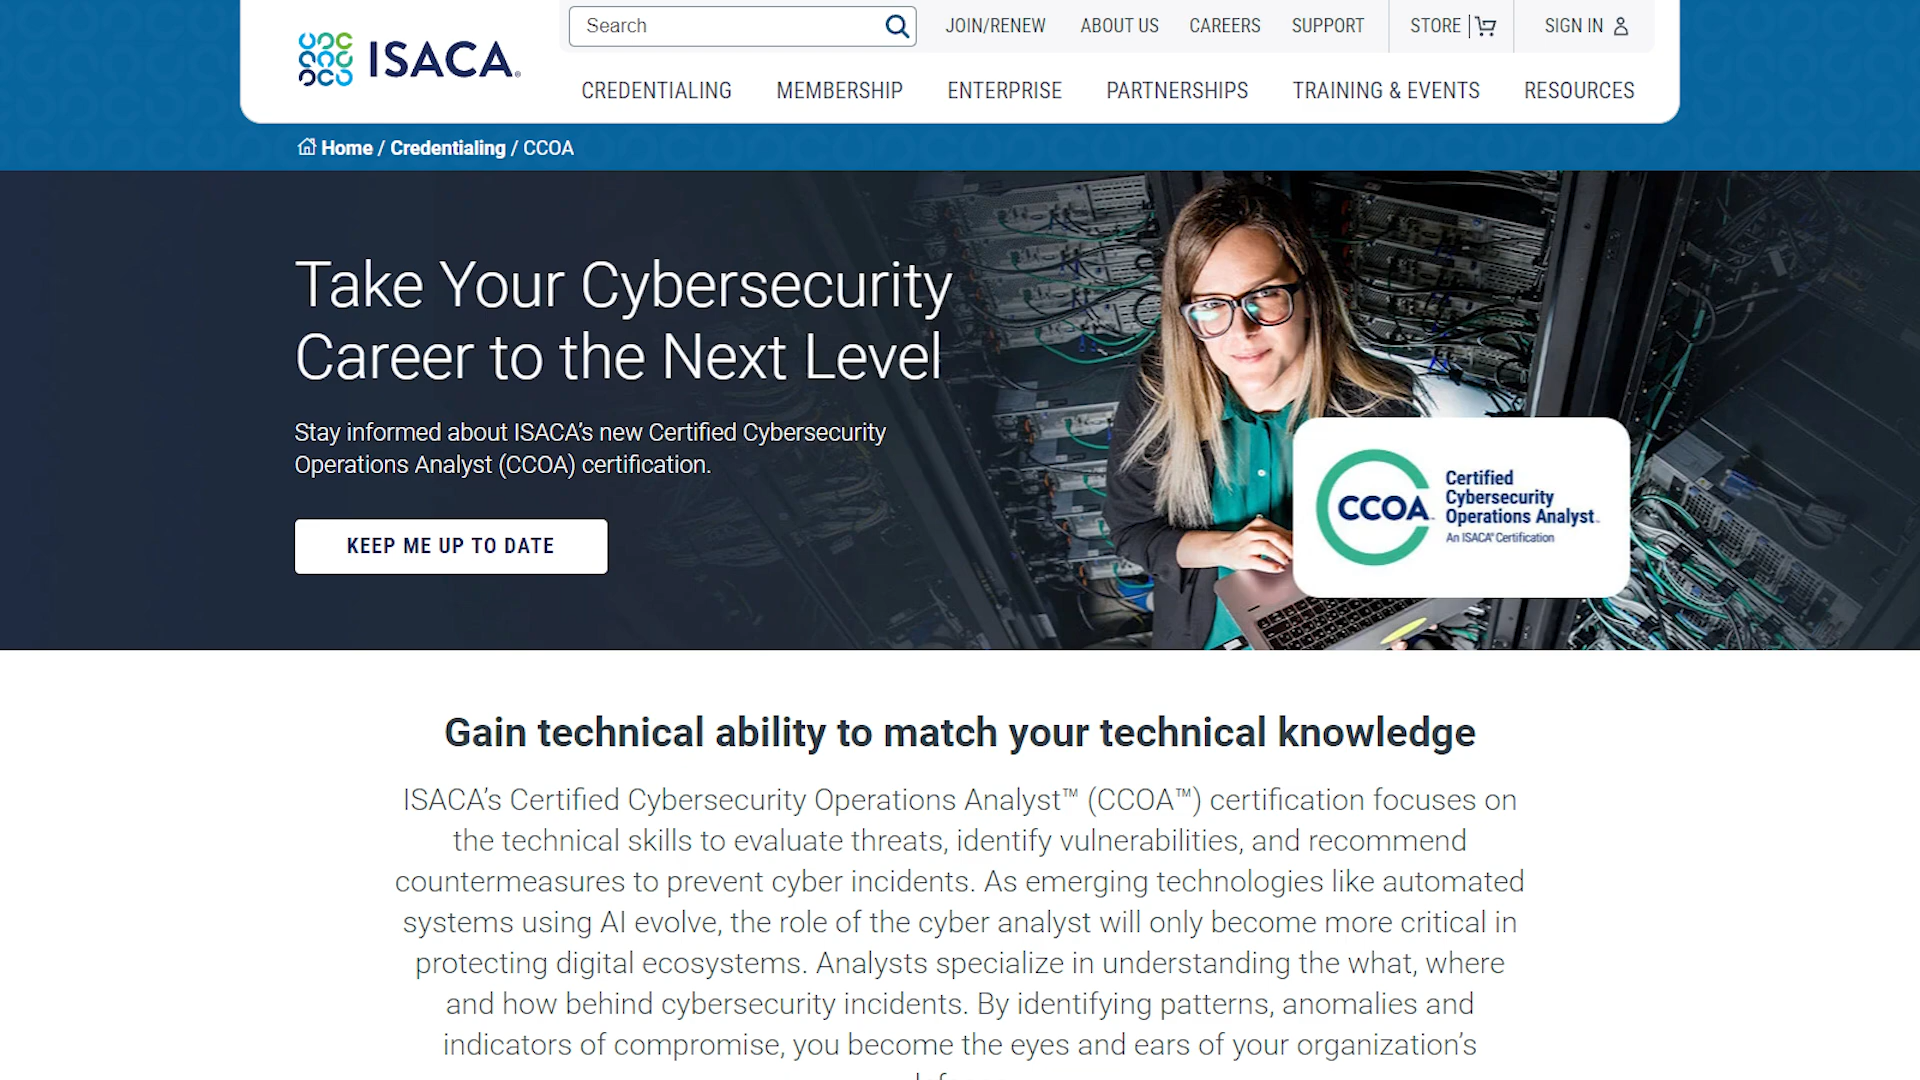 Search
JOIN/RENEW
ABOUT US
CAREERS
SUPPORT
STORE
SIGN IN
ISACA®
CREDENTIALING
MEMBERSHIP
ENTERPRISE
PARTNERSHIPS
TRAINING & EVENTS
RESOURCES
Home / Credentialing / CCOA
Take Your Cybersecurity
Career to the Next Level
Stay informed about ISACA’s new Certified Cybersecurity
Operations Analyst (CCOA) certification.
KEEP ME UP TO DATE
CCOA™
Certified
Cybersecurity
Operations Analyst™
An ISACA® Certification
Gain technical ability to match your technical knowledge
ISACA’s Certified Cybersecurity Operations Analyst™ (CCOA™) certification focuses on
the technical skills to evaluate threats, identify vulnerabilities, and recommend
countermeasures to prevent cyber incidents. As emerging technologies like automated
systems using AI evolve, the role of the cyber analyst will only become more critical in
protecting digital ecosystems. Analysts specialize in understanding the what, where
and how behind cybersecurity incidents. By identifying patterns, anomalies and
indicators of compromise, you become the eyes and ears of your organization’s